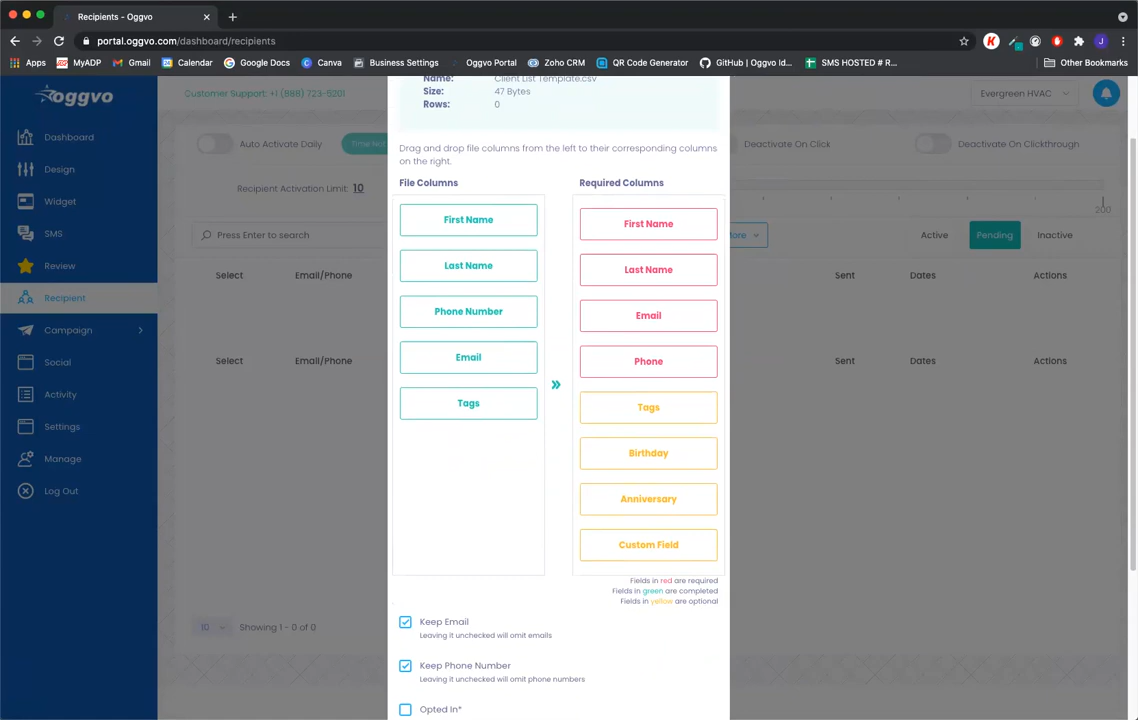 Recipients - Oggvo
portal.oggvo.com/dashboard/recipients
Apps MyADP Gmail Calendar Google Docs Canva Business Settings Oggvo Portal Zoho CRM QR Code Generator GitHub | Oggvo Id... SMS HOSTED # R... Other Bookmarks
oggvo
Customer Support: +1 (888) 723-9201
Evergreen HVAC
Dashboard
Design
Widget
SMS
Review
Recipient
Campaign
Social
Activity
Settings
Manage
Log Out
Auto Activate Daily
Deactivate On Click
Deactivate On Clickthrough
Recipient Activation Limit: 10
200
Press Enter to search
More
Active Pending Inactive
Select Email/Phone Sent Dates Actions
Select Email/Phone Sent Dates Actions
10 Showing 1 - 0 of 0
Name: Client List Template.csv
Size: 47 Bytes
Rows: 0
Drag and drop file columns from the left to their corresponding columns
on the right.
File Columns
First Name
Last Name
Phone Number
Email
Tags
»
Required Columns
First Name
Last Name
Email
Phone
Tags
Birthday
Anniversary
Custom Field
Fields in red are required
Fields in green are completed
Fields in yellow are optional
Keep Email
Leaving it unchecked will omit emails
Keep Phone Number
Leaving it unchecked will omit phone numbers
Opted In*